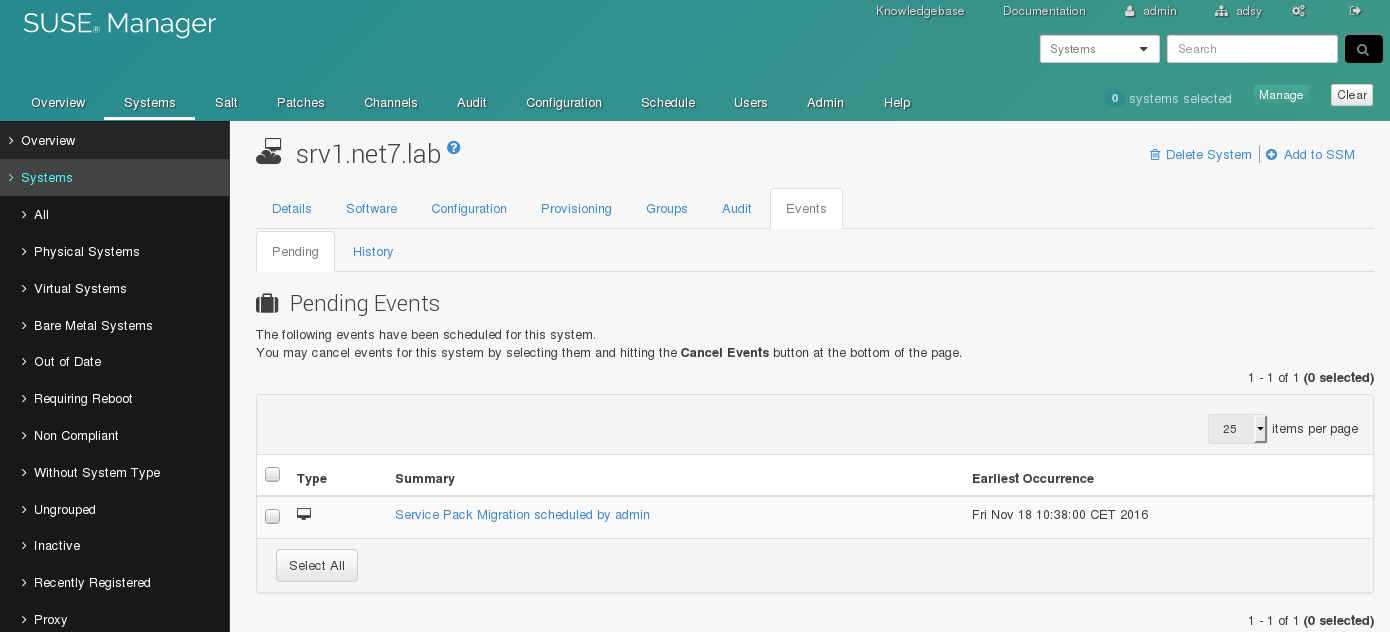 SUSE® Manager
Knowledgebase Documentation admin adsy
Systems Search
Overview Systems Salt Patches Channels Audit Configuration Schedule Users Admin Help
0 systems selected Manage Clear
Overview
Systems
All
Physical Systems
Virtual Systems
Bare Metal Systems
Out of Date
Requiring Reboot
Non Compliant
Without System Type
Ungrouped
Inactive
Recently Registered
Proxy
srv1.net7.lab ?
Delete System Add to SSM
Details Software Configuration Provisioning Groups Audit Events
Pending History
Pending Events
The following events have been scheduled for this system.
You may cancel events for this system by selecting them and hitting the Cancel Events button at the bottom of the page.
1 - 1 of 1 (0 selected)
25 items per page
Type Summary Earliest Occurrence
Service Pack Migration scheduled by admin Fri Nov 18 10:38:00 CET 2016
Select All
1 - 1 of 1 (0 selected)